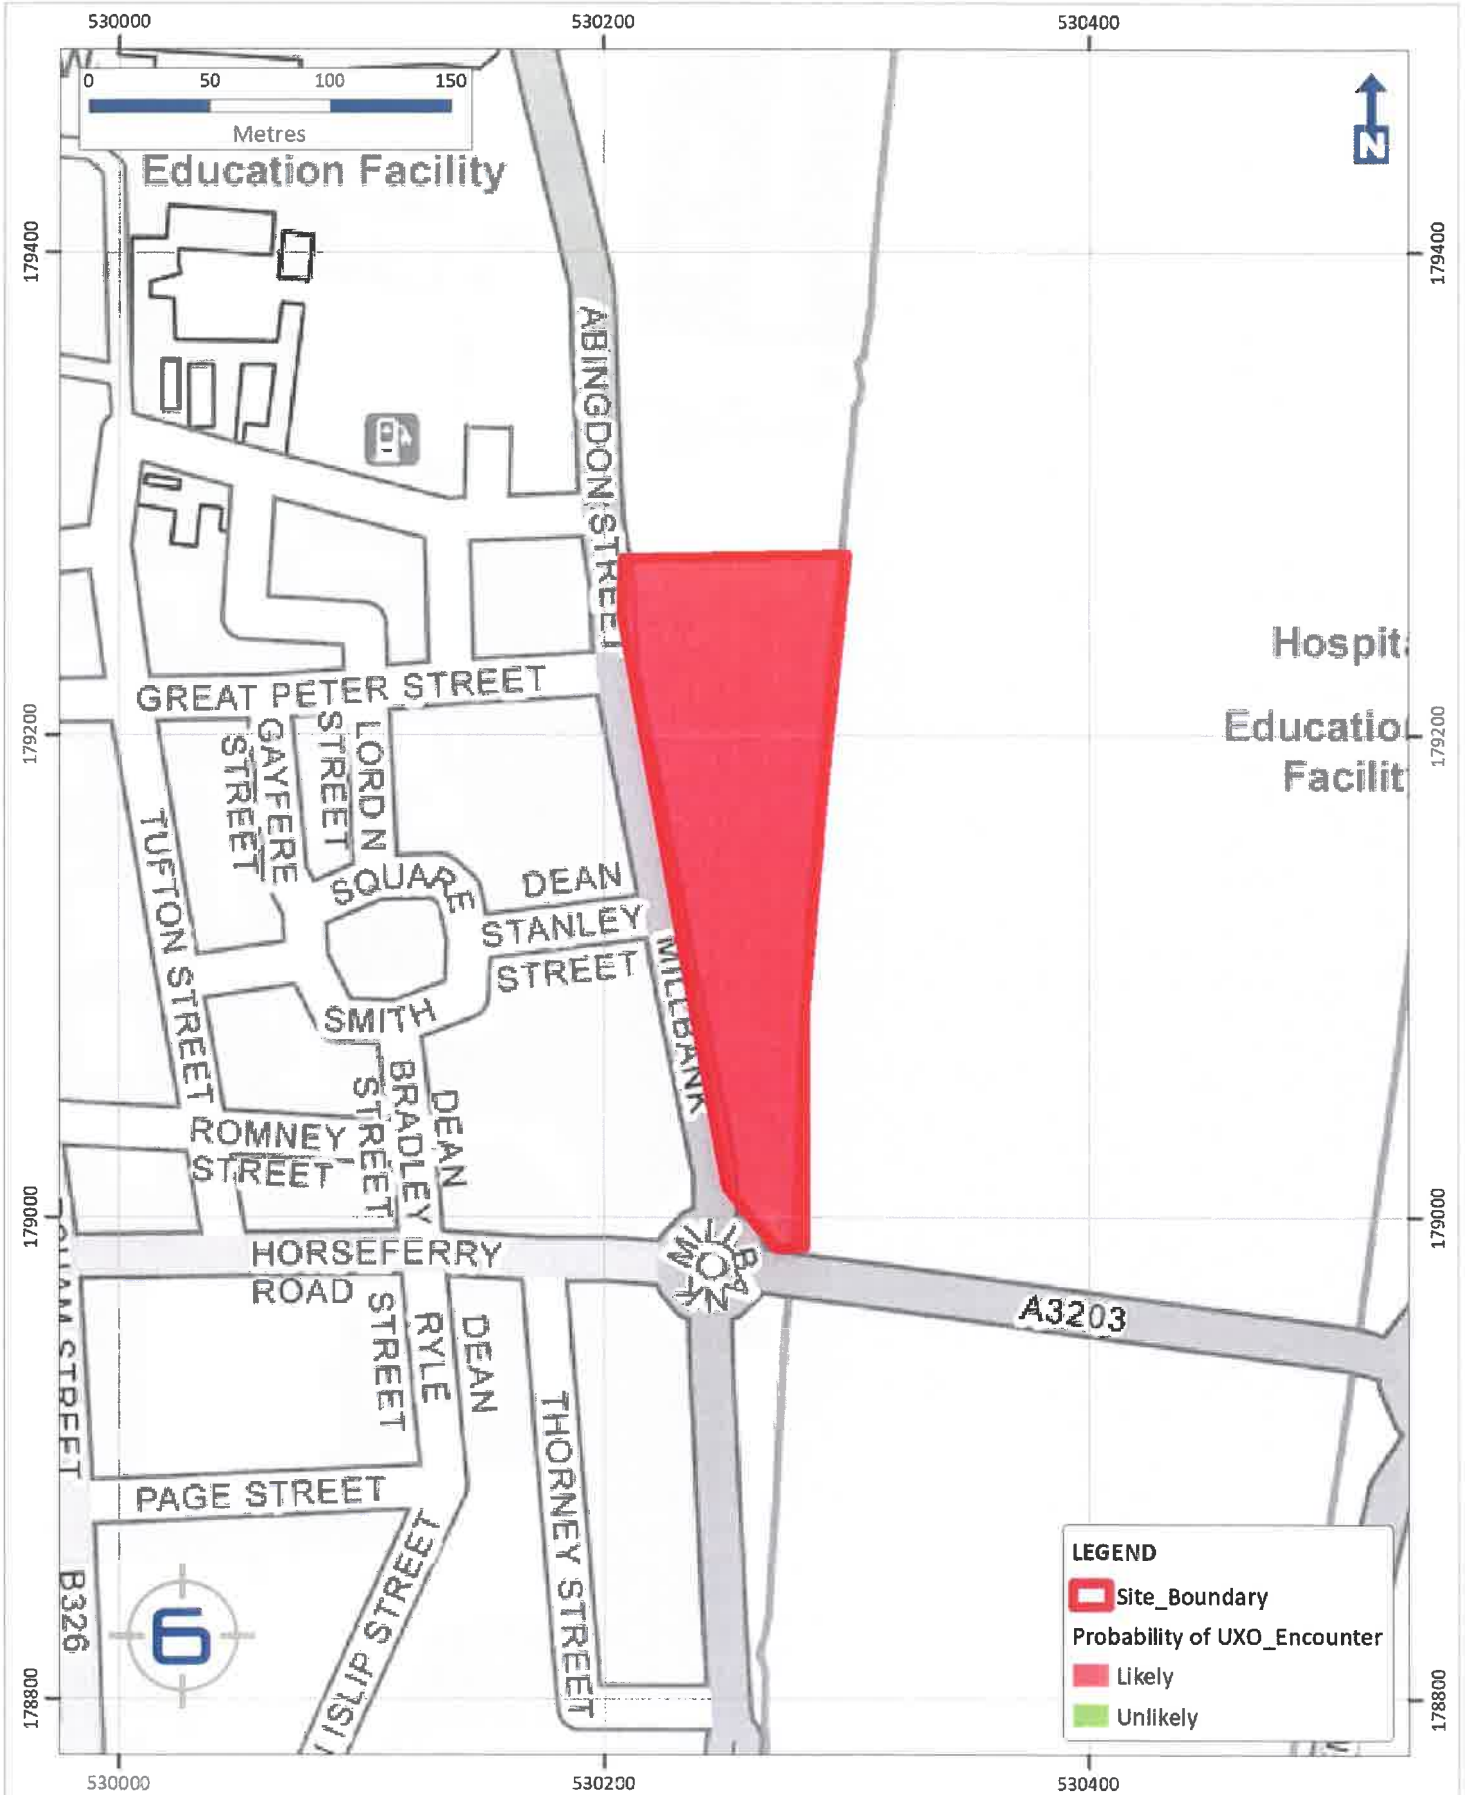 530000
530200
530400
0
50
100
150
Metres
N
Education Facility
179400
179400
ABINGDON STREET
Hospit
179200
GREAT PETER STREET
Educatio
179200
Facilit
GAYFERE
STREET
STREET
LORD N
TUFTON STREET
SQUARE
DEAN
STANLEY
STREET
MILLBANK
SMITH
DEAN
BRADLEY
STREET
ROMNEY
STREET
179000
179000
HORSEFERRY
ROAD
A3203
DEAN
RYLE
STREET
HAM STREET
THORNEY STREET
PAGE STREET
ISLIP STREET
B326
6
LEGEND
Site_Boundary
Probability of UXO_Encounter
Likely
Unlikely
178800
178800
530000
530200
530400